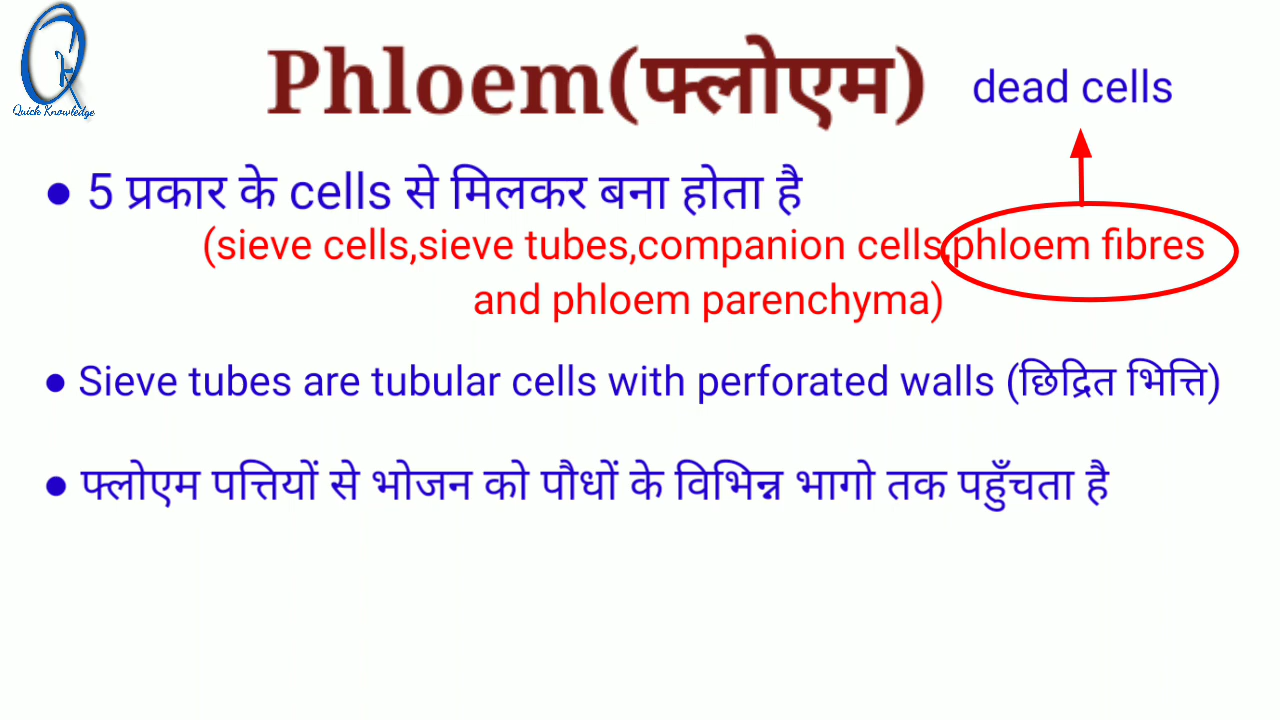 Quick Knowledge
Phloem(फ्लोएम)
dead cells
● 5 प्रकार के cells से मिलकर बना होता है
(sieve cells,sieve tubes,companion cells,phloem fibres
and phloem parenchyma)
● Sieve tubes are tubular cells with perforated walls (छिद्रित भित्ति)
● फ्लोएम पत्तियों से भोजन को पौधों के विभिन्न भागो तक पहुँचता है